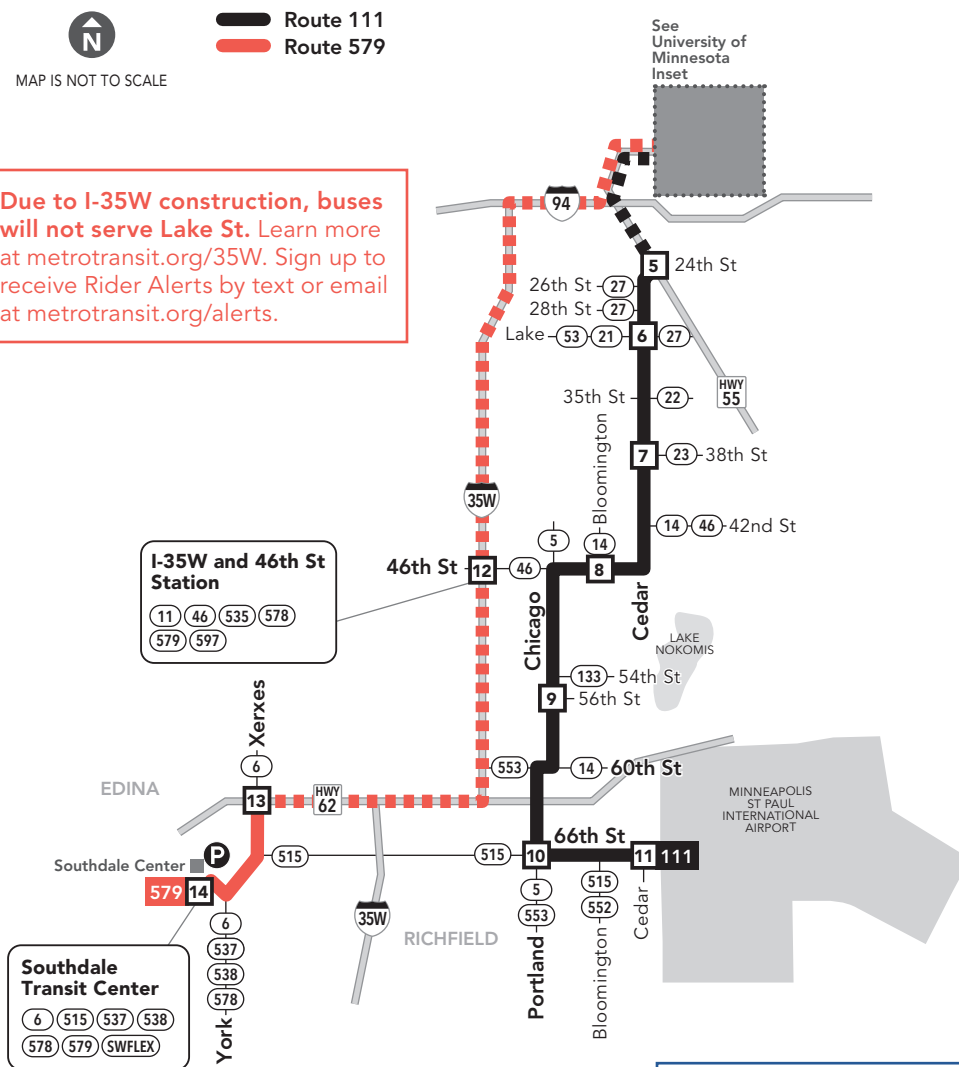 N
MAP IS NOT TO SCALE
Route 111
Route 579
See
University of
Minnesota
Inset
Due to I-35W construction, buses
will not serve Lake St. Learn more
at metrotransit.org/35W. Sign up to
receive Rider Alerts by text or email
at metrotransit.org/alerts.
94
5 24th St
26th St 27
28th St 27
Lake 53 21 6 27
HWY
55
35th St 22
Bloomington
7 23 38th St
35W
14 46 42nd St
5
14
8
46th St 12 46
I-35W and 46th St
Station
11 46 535 578
579 597
Chicago
Cedar
LAKE
NOKOMIS
133 54th St
9 56th St
Xerxes
6
553 14 60th St
EDINA
13
HWY
62
MINNEAPOLIS
ST PAUL
INTERNATIONAL
AIRPORT
66th St
515 515 10 11 111
P
Southdale Center
579 14
5
553
515
552
Cedar
35W
RICHFIELD
Portland
Bloomington
6
537
538
578
York
Southdale
Transit Center
6 515 537 538
578 579 SWFLEX